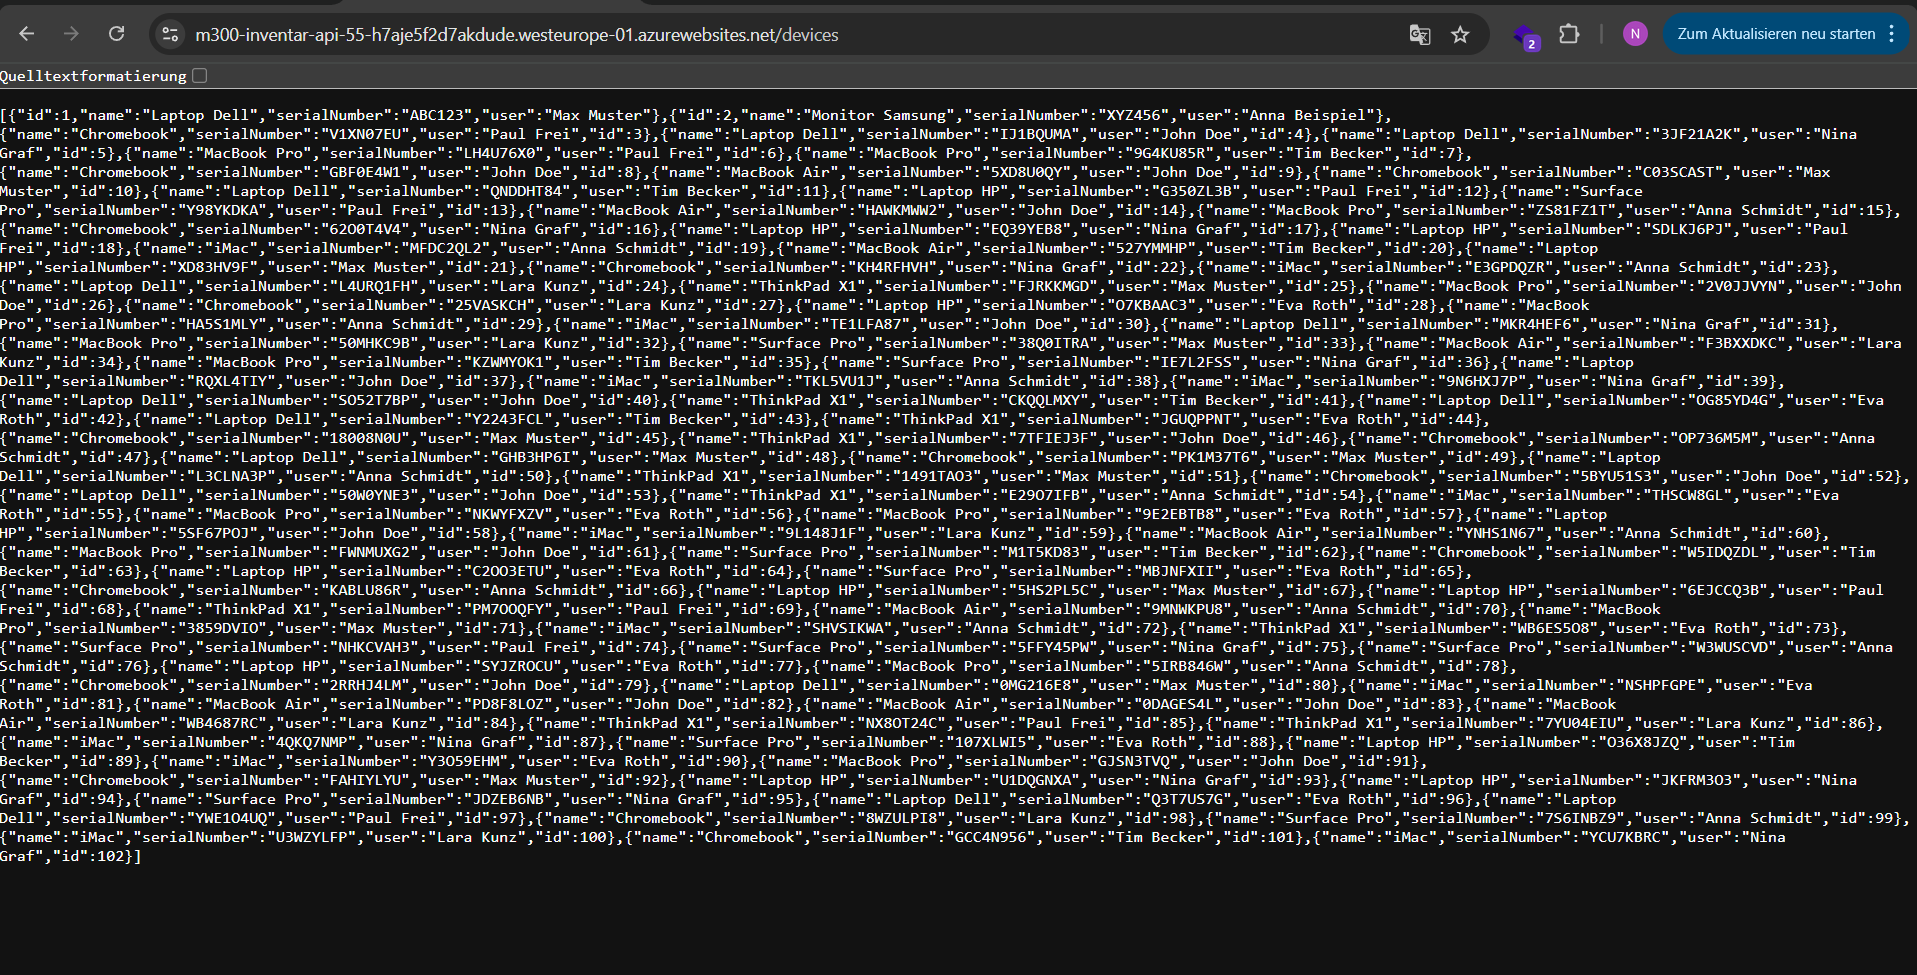 m300-inventar-api-55-h7aje5f2d7akdude.westeurope-01.azurewebsites.net/devices
2
N
Zum Aktualisieren neu starten
Quelltextformatierung
[{"id":1,"name":"Laptop Dell","serialNumber":"ABC123","user":"Max Muster"},{"id":2,"name":"Monitor Samsung","serialNumber":"XYZ456","user":"Anna Beispiel"},
{"name":"Chromebook","serialNumber":"V1XN07EU","user":"Paul Frei","id":3},{"name":"Laptop Dell","serialNumber":"IJ1BQUMA","user":"John Doe","id":4},{"name":"Laptop Dell","serialNumber":"3JF21A2K","user":"Nina
Graf","id":5},{"name":"MacBook Pro","serialNumber":"LH4U76X0","user":"Paul Frei","id":6},{"name":"MacBook Pro","serialNumber":"9G4KU85R","user":"Tim Becker","id":7},
{"name":"Chromebook","serialNumber":"GBF0E4W1","user":"John Doe","id":8},{"name":"MacBook Air","serialNumber":"5XD8U0QY","user":"John Doe","id":9},{"name":"Chromebook","serialNumber":"C03SCAST","user":"Max
Muster","id":10},{"name":"Laptop Dell","serialNumber":"QNDDHT84","user":"Tim Becker","id":11},{"name":"Laptop HP","serialNumber":"G350ZL3B","user":"Paul Frei","id":12},{"name":"Surface
Pro","serialNumber":"Y98YKDKA","user":"Paul Frei","id":13},{"name":"MacBook Air","serialNumber":"HAWKMWW2","user":"John Doe","id":14},{"name":"MacBook Pro","serialNumber":"ZS81FZ1T","user":"Anna Schmidt","id":15},
{"name":"Chromebook","serialNumber":"62O0T4V4","user":"Nina Graf","id":16},{"name":"Laptop HP","serialNumber":"EQ39YEB8","user":"Nina Graf","id":17},{"name":"Laptop HP","serialNumber":"SDLKJ6PJ","user":"Paul
Frei","id":18},{"name":"iMac","serialNumber":"MFDC2QL2","user":"Anna Schmidt","id":19},{"name":"MacBook Air","serialNumber":"527YMMHP","user":"Tim Becker","id":20},{"name":"Laptop
HP","serialNumber":"XD83HV9F","user":"Max Muster","id":21},{"name":"Chromebook","serialNumber":"KH4RFHVH","user":"Nina Graf","id":22},{"name":"iMac","serialNumber":"E3GPDQZR","user":"Anna Schmidt","id":23},
{"name":"Laptop Dell","serialNumber":"L4URQ1FH","user":"Lara Kunz","id":24},{"name":"ThinkPad X1","serialNumber":"FJRKKMGD","user":"Max Muster","id":25},{"name":"MacBook Pro","serialNumber":"2V0JJVYN","user":"John
Doe","id":26},{"name":"Chromebook","serialNumber":"25VASKCH","user":"Lara Kunz","id":27},{"name":"Laptop HP","serialNumber":"O7KBAAC3","user":"Eva Roth","id":28},{"name":"MacBook
Pro","serialNumber":"HA5S1MLY","user":"Anna Schmidt","id":29},{"name":"iMac","serialNumber":"TE1LFA87","user":"John Doe","id":30},{"name":"Laptop Dell","serialNumber":"MKR4HEF6","user":"Nina Graf","id":31},
{"name":"MacBook Pro","serialNumber":"50MHKC9B","user":"Lara Kunz","id":32},{"name":"Surface Pro","serialNumber":"38Q0ITRA","user":"Max Muster","id":33},{"name":"MacBook Air","serialNumber":"F3BXXDKC","user":"Lara
Kunz","id":34},{"name":"MacBook Pro","serialNumber":"KZWMYOK1","user":"Tim Becker","id":35},{"name":"Surface Pro","serialNumber":"IE7L2FSS","user":"Nina Graf","id":36},{"name":"Laptop
Dell","serialNumber":"RQXL4TIY","user":"John Doe","id":37},{"name":"iMac","serialNumber":"TKL5VU1J","user":"Anna Schmidt","id":38},{"name":"iMac","serialNumber":"9N6HXJ7P","user":"Nina Graf","id":39},
{"name":"Laptop Dell","serialNumber":"SO52T7BP","user":"John Doe","id":40},{"name":"ThinkPad X1","serialNumber":"CKQQLMXY","user":"Tim Becker","id":41},{"name":"Laptop Dell","serialNumber":"OG85YD4G","user":"Eva
Roth","id":42},{"name":"Laptop Dell","serialNumber":"Y2243FCL","user":"Tim Becker","id":43},{"name":"ThinkPad X1","serialNumber":"JGUQPPNT","user":"Eva Roth","id":44},
{"name":"Chromebook","serialNumber":"18008N0U","user":"Max Muster","id":45},{"name":"ThinkPad X1","serialNumber":"7TFIEJ3F","user":"John Doe","id":46},{"name":"Chromebook","serialNumber":"OP736M5M","user":"Anna
Schmidt","id":47},{"name":"Laptop Dell","serialNumber":"GHB3HP6I","user":"Max Muster","id":48},{"name":"Chromebook","serialNumber":"PK1M37T6","user":"Max Muster","id":49},{"name":"Laptop
Dell","serialNumber":"L3CLNA3P","user":"Anna Schmidt","id":50},{"name":"ThinkPad X1","serialNumber":"1491TAO3","user":"Max Muster","id":51},{"name":"Chromebook","serialNumber":"5BYU51S3","user":"John Doe","id":52},
{"name":"Laptop Dell","serialNumber":"50W0YNE3","user":"John Doe","id":53},{"name":"ThinkPad X1","serialNumber":"E29O7IFB","user":"Anna Schmidt","id":54},{"name":"iMac","serialNumber":"THSCW8GL","user":"Eva
Roth","id":55},{"name":"MacBook Pro","serialNumber":"NKWYFXZV","user":"Eva Roth","id":56},{"name":"MacBook Pro","serialNumber":"9E2EBTB8","user":"Eva Roth","id":57},{"name":"Laptop
HP","serialNumber":"5SF67POJ","user":"John Doe","id":58},{"name":"iMac","serialNumber":"9L148J1F","user":"Lara Kunz","id":59},{"name":"MacBook Air","serialNumber":"YNHS1N67","user":"Anna Schmidt","id":60},
{"name":"MacBook Pro","serialNumber":"FWNMUXG2","user":"John Doe","id":61},{"name":"Surface Pro","serialNumber":"M1T5KD83","user":"Tim Becker","id":62},{"name":"Chromebook","serialNumber":"W5IDQZDL","user":"Tim
Becker","id":63},{"name":"Laptop HP","serialNumber":"C2OO3ETU","user":"Eva Roth","id":64},{"name":"Surface Pro","serialNumber":"MBJNFXII","user":"Eva Roth","id":65},
{"name":"Chromebook","serialNumber":"KABLU86R","user":"Anna Schmidt","id":66},{"name":"Laptop HP","serialNumber":"5HS2PL5C","user":"Max Muster","id":67},{"name":"Laptop HP","serialNumber":"6EJCCQ3B","user":"Paul
Frei","id":68},{"name":"ThinkPad X1","serialNumber":"PM7OOQFY","user":"Paul Frei","id":69},{"name":"MacBook Air","serialNumber":"9MNWKPU8","user":"Anna Schmidt","id":70},{"name":"MacBook
Pro","serialNumber":"3859DVIO","user":"Max Muster","id":71},{"name":"iMac","serialNumber":"SHVSIKWA","user":"Anna Schmidt","id":72},{"name":"ThinkPad X1","serialNumber":"WB6ES5O8","user":"Eva Roth","id":73},
{"name":"Surface Pro","serialNumber":"NHKCVAH3","user":"Paul Frei","id":74},{"name":"Surface Pro","serialNumber":"5FFY45PW","user":"Nina Graf","id":75},{"name":"Surface Pro","serialNumber":"W3WUSCVD","user":"Anna
Schmidt","id":76},{"name":"Laptop HP","serialNumber":"SYJZROCU","user":"Eva Roth","id":77},{"name":"MacBook Pro","serialNumber":"5IRB846W","user":"Anna Schmidt","id":78},
{"name":"Chromebook","serialNumber":"2RRHJ4LM","user":"John Doe","id":79},{"name":"Laptop Dell","serialNumber":"0MG216E8","user":"Max Muster","id":80},{"name":"iMac","serialNumber":"NSHPFGPE","user":"Eva
Roth","id":81},{"name":"MacBook Air","serialNumber":"PD8F8LOZ","user":"John Doe","id":82},{"name":"MacBook Air","serialNumber":"0DAGES4L","user":"John Doe","id":83},{"name":"MacBook
Air","serialNumber":"WB4687RC","user":"Lara Kunz","id":84},{"name":"ThinkPad X1","serialNumber":"NX8OT24C","user":"Paul Frei","id":85},{"name":"ThinkPad X1","serialNumber":"7YU04EIU","user":"Lara Kunz","id":86},
{"name":"iMac","serialNumber":"4QKQ7NMP","user":"Nina Graf","id":87},{"name":"Surface Pro","serialNumber":"107XLWI5","user":"Eva Roth","id":88},{"name":"Laptop HP","serialNumber":"O36X8JZQ","user":"Tim
Becker","id":89},{"name":"iMac","serialNumber":"Y3O59EHM","user":"Eva Roth","id":90},{"name":"MacBook Pro","serialNumber":"GJSN3TVQ","user":"John Doe","id":91},
{"name":"Chromebook","serialNumber":"FAHIYLYU","user":"Max Muster","id":92},{"name":"Laptop HP","serialNumber":"U1DQGNXA","user":"Nina Graf","id":93},{"name":"Laptop HP","serialNumber":"JKFRM3O3","user":"Nina
Graf","id":94},{"name":"Surface Pro","serialNumber":"JDZEB6NB","user":"Nina Graf","id":95},{"name":"Laptop Dell","serialNumber":"Q3T7US7G","user":"Eva Roth","id":96},{"name":"Laptop
Dell","serialNumber":"YWE1O4UQ","user":"Paul Frei","id":97},{"name":"Chromebook","serialNumber":"8WZULPI8","user":"Lara Kunz","id":98},{"name":"Surface Pro","serialNumber":"7S6INBZ9","user":"Anna Schmidt","id":99},
{"name":"iMac","serialNumber":"U3WZYLFP","user":"Lara Kunz","id":100},{"name":"Chromebook","serialNumber":"GCC4N956","user":"Tim Becker","id":101},{"name":"iMac","serialNumber":"YCU7KBRC","user":"Nina
Graf","id":102}]